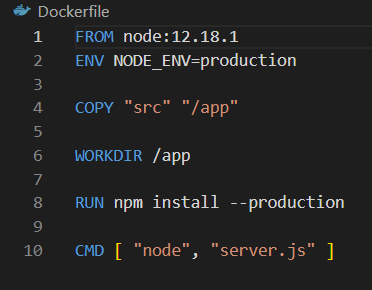 Dockerfile
1 FROM node:12.18.1
2 ENV NODE_ENV=production
3
4 COPY "src" "/app"
5
6 WORKDIR /app
7
8 RUN npm install --production
9
10 CMD [ "node", "server.js" ]